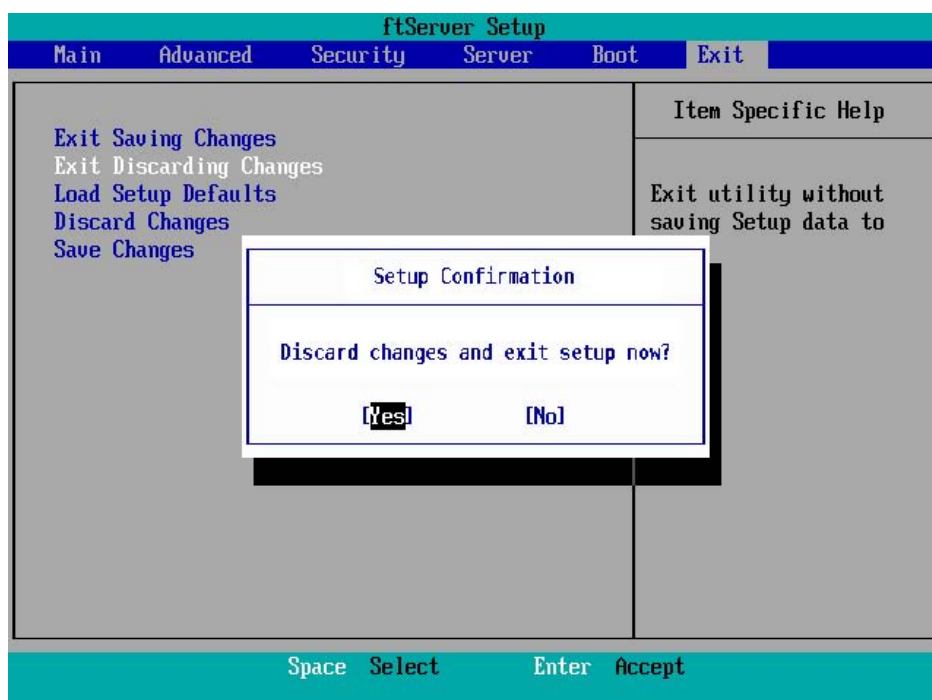 ftServer Setup
Main Advanced Security Server Boot Exit
Exit Saving Changes
Exit Discarding Changes
Load Setup Defaults
Discard Changes
Save Changes
Item Specific Help
Exit utility without
saving Setup data to
Setup Confirmation
Discard changes and exit setup now?
[Yes] [No]
Space Select Enter Accept